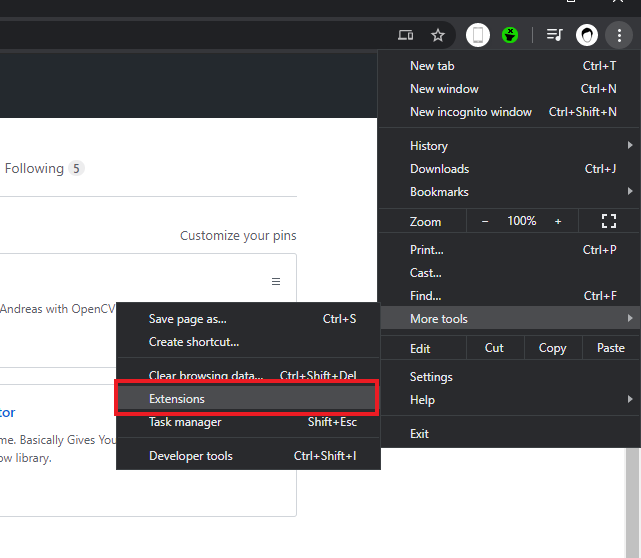 New tab Ctrl+T
New window Ctrl+N
New incognito window Ctrl+Shift+N
History
Downloads Ctrl+J
Bookmarks
Zoom - 100% +
Print... Ctrl+P
Cast...
Find... Ctrl+F
More tools
Edit Cut Copy Paste
Settings
Help
Exit
Following 5
Customize your pins
Andreas with OpenCV
tor
me. Basically Gives You
ow library.
Save page as... Ctrl+S
Create shortcut...
Clear browsing data... Ctrl+Shift+Del
Extensions
Task manager Shift+Esc
Developer tools Ctrl+Shift+I